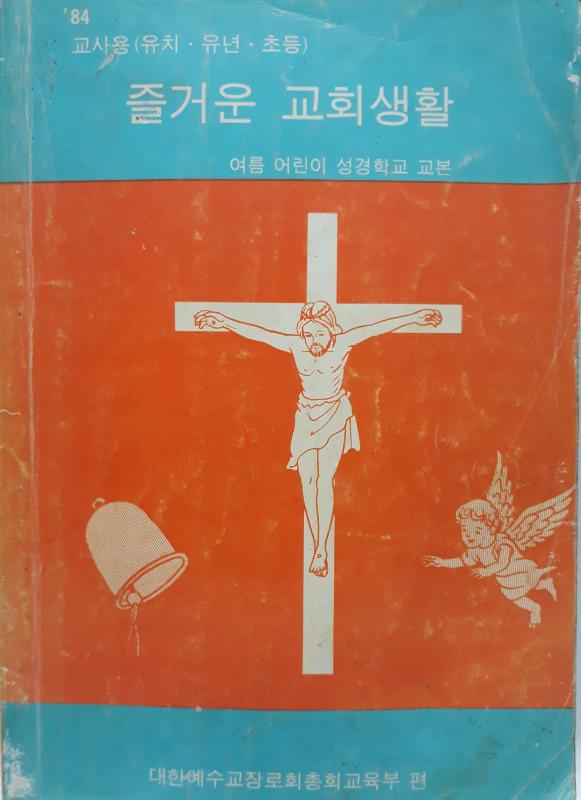 '84
교사용 (유치 · 유년 · 초등)
즐거운 교회생활
여름 어린이 성경학교 교본
대한예수교장로회총회교육부 편